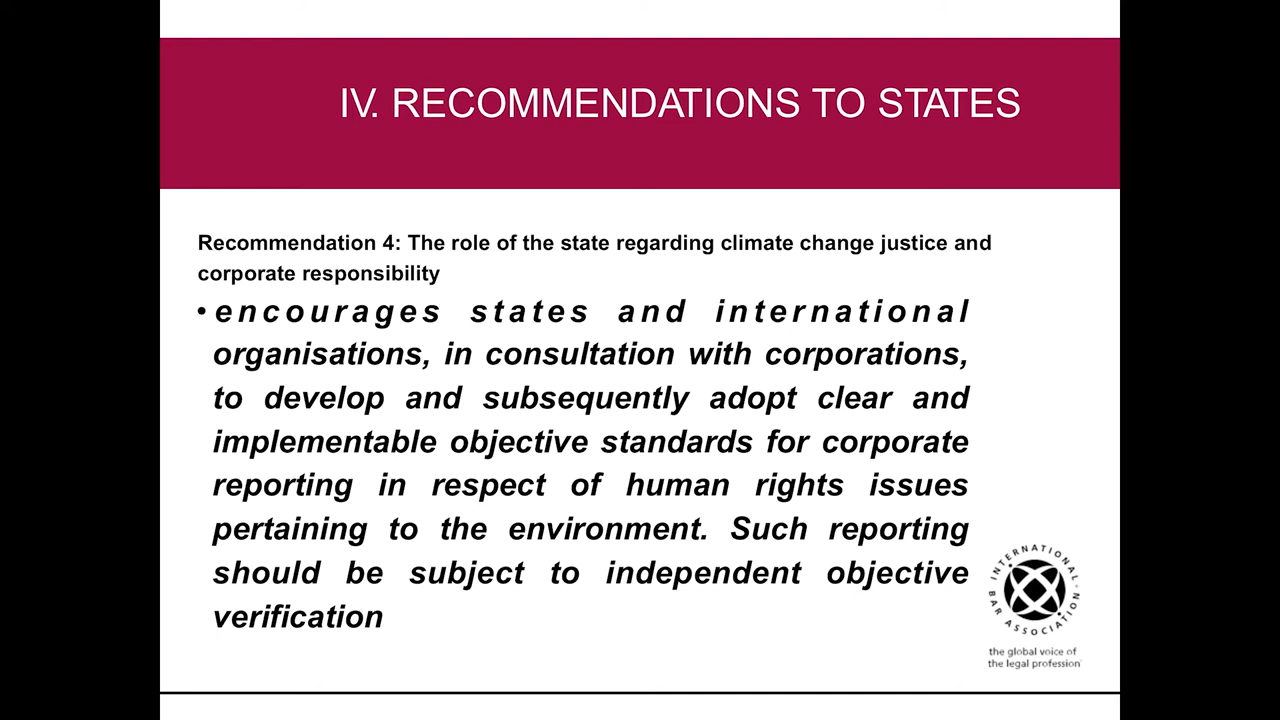 IV. RECOMMENDATIONS TO STATES
Recommendation 4: The role of the state regarding climate change justice and
corporate responsibility
• encourages states and international
organisations, in consultation with corporations,
to develop and subsequently adopt clear and
implementable objective standards for corporate
reporting in respect of human rights issues
pertaining to the environment. Such reporting
should be subject to independent objective
verification
INTERNATIONAL
BAR ASSOCIATION
the global voice of
the legal profession